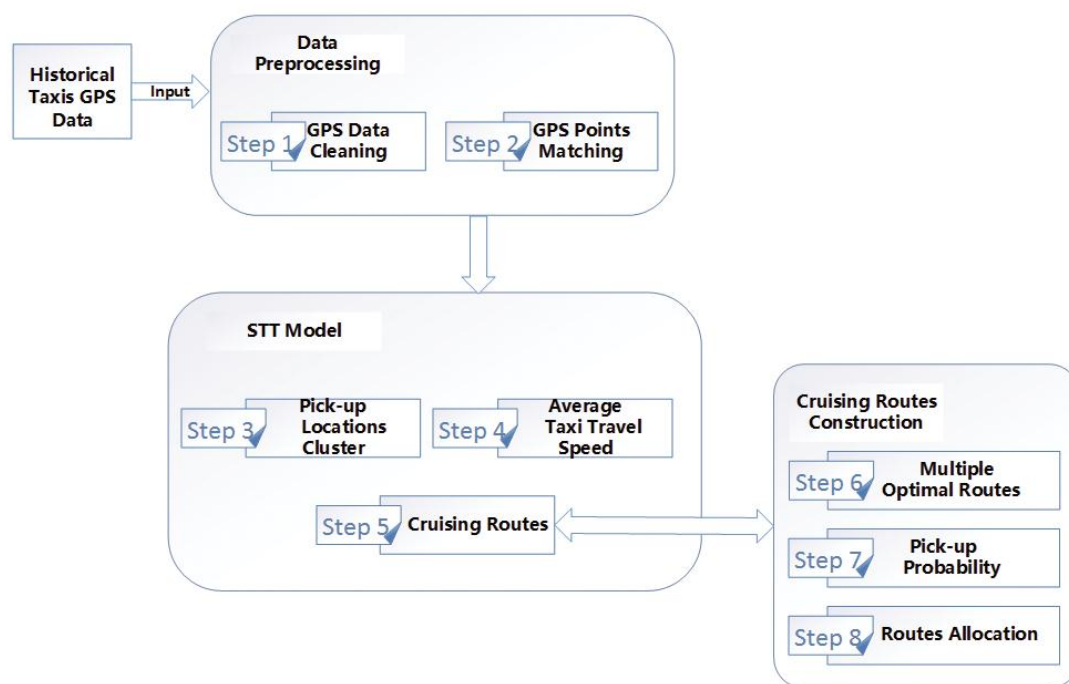 Historical
Taxis GPS
Data
Input
Data
Preprocessing
Step 1
GPS Data
Cleaning
Step 2
GPS Points
Matching
STT Model
Step 3
Pick-up
Locations
Cluster
Step 4
Average
Taxi Travel
Speed
Step 5
Cruising Routes
Cruising Routes
Construction
Step 6
Multiple
Optimal Routes
Step 7
Pick-up
Probability
Step 8
Routes Allocation